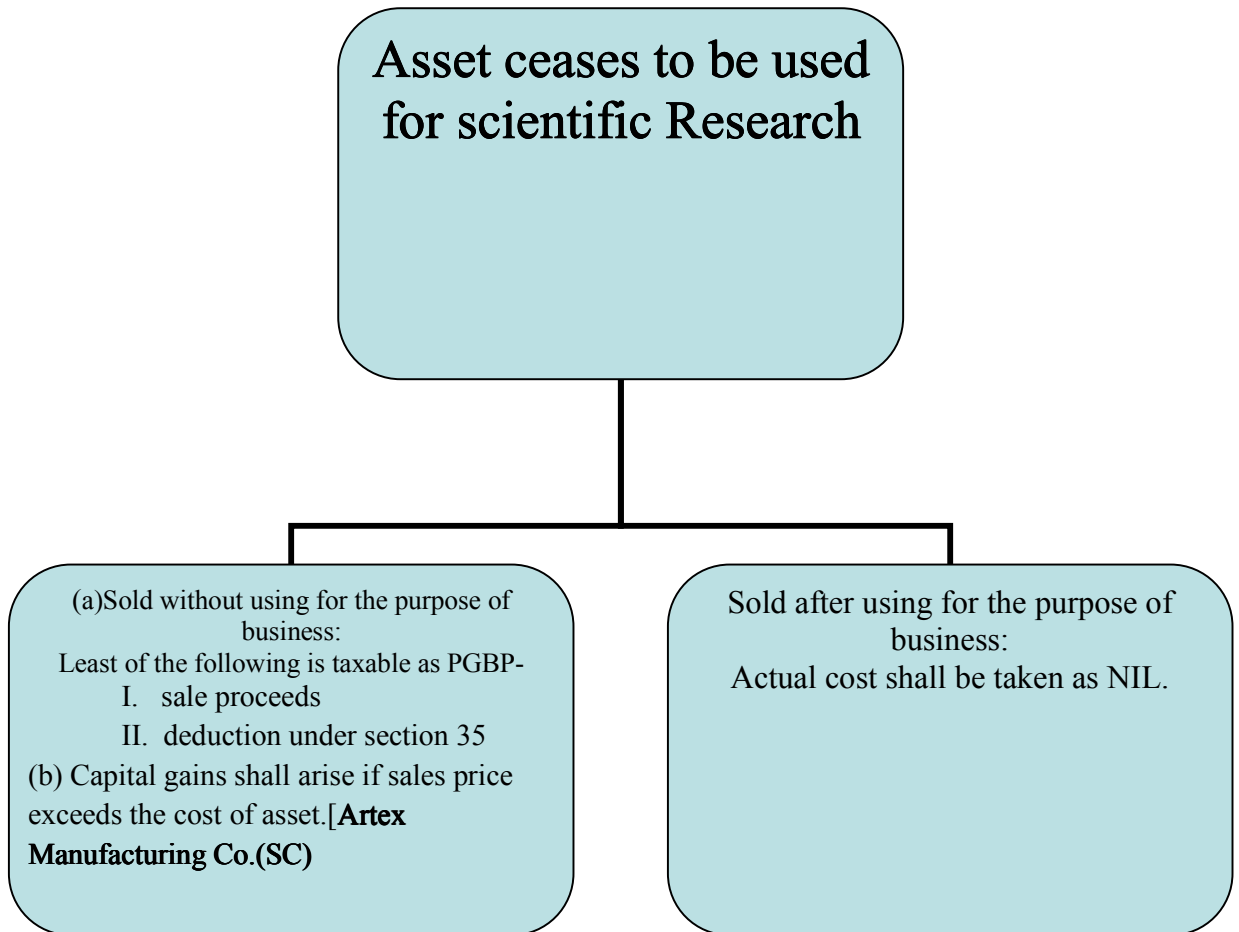 Asset ceases to be used
for scientific Research
(a)Sold without using for the purpose of
business:
Least of the following is taxable as PGBP-
I. sale proceeds
II. deduction under section 35
(b) Capital gains shall arise if sales price
exceeds the cost of asset.[Artex
Manufacturing Co.(SC)
Sold after using for the purpose of
business:
Actual cost shall be taken as NIL.